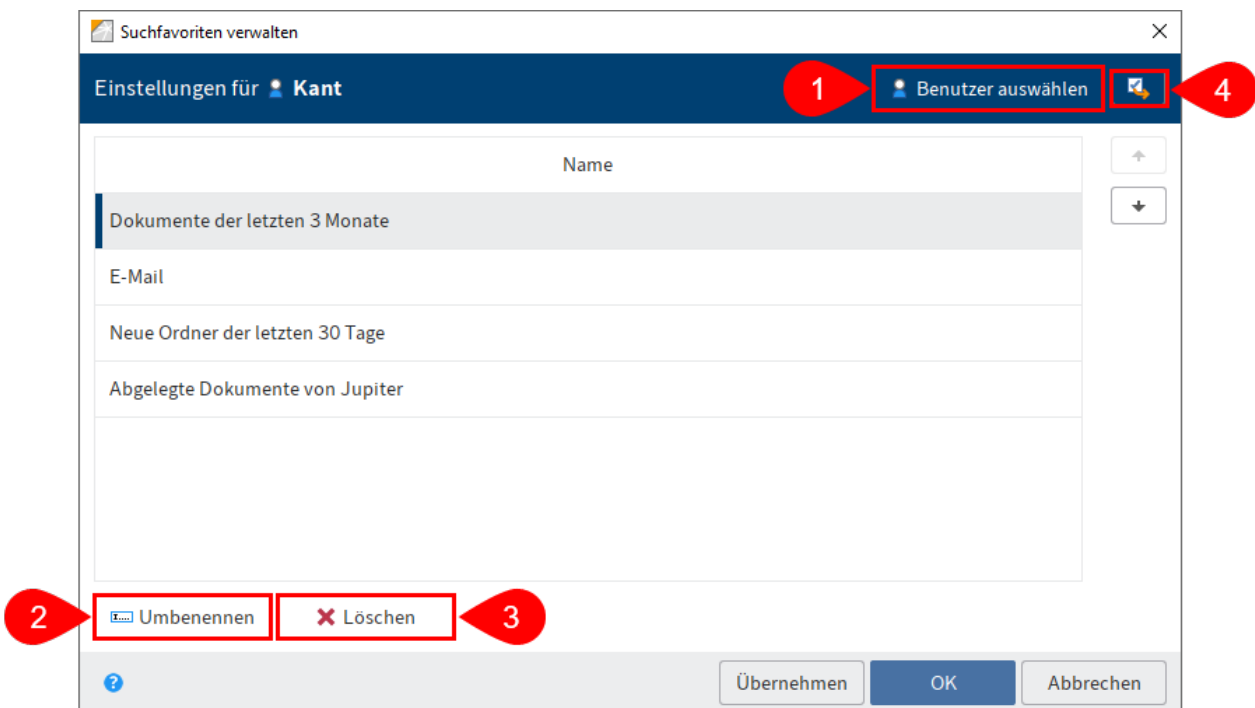 Suchfavoriten verwalten
Einstellungen für Kant
1
Benutzer auswählen
4
Name
Dokumente der letzten 3 Monate
E-Mail
Neue Ordner der letzten 30 Tage
Abgelegte Dokumente von Jupiter
2
Umbenennen
Löschen
3
?
Übernehmen
OK
Abbrechen